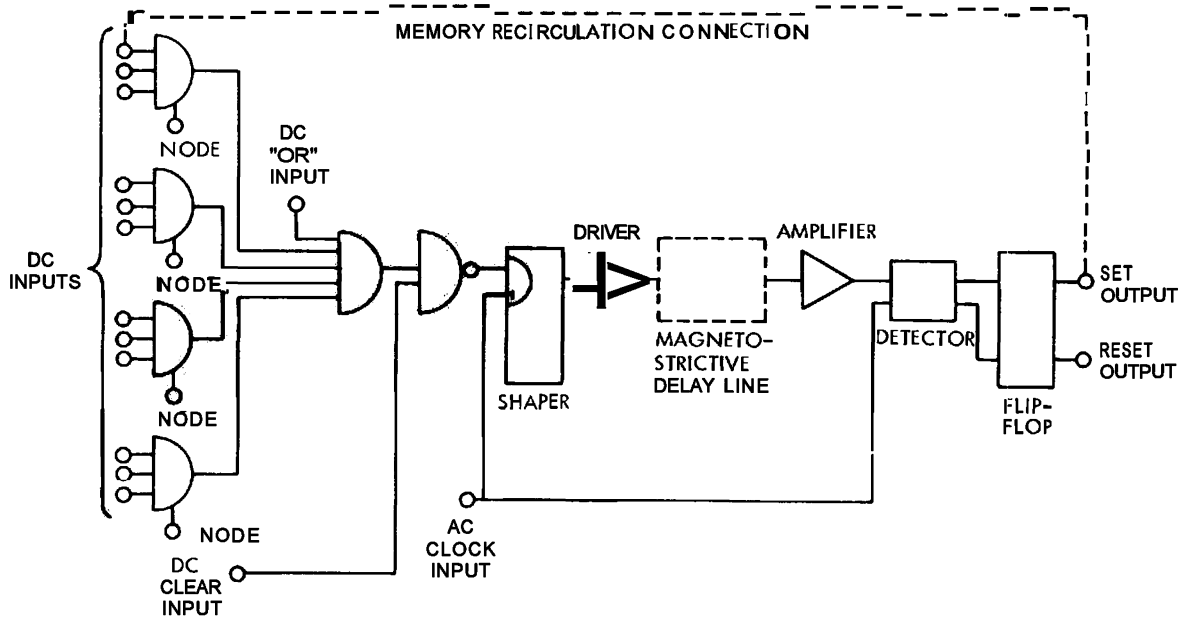 MEMORY RECIRCULATION CONNECTION
NODE
DC
"OR"
INPUT
DC
INPUTS
NODE
DRIVER
AMPLIFIER
MAGNETO-
STRICTIVE
DELAY LINE
DETECTOR
SET
OUTPUT
RESET
OUTPUT
SHAPER
FLIP-
FLOP
NODE
NODE
AC
CLOCK
INPUT
DC
CLEAR
INPUT